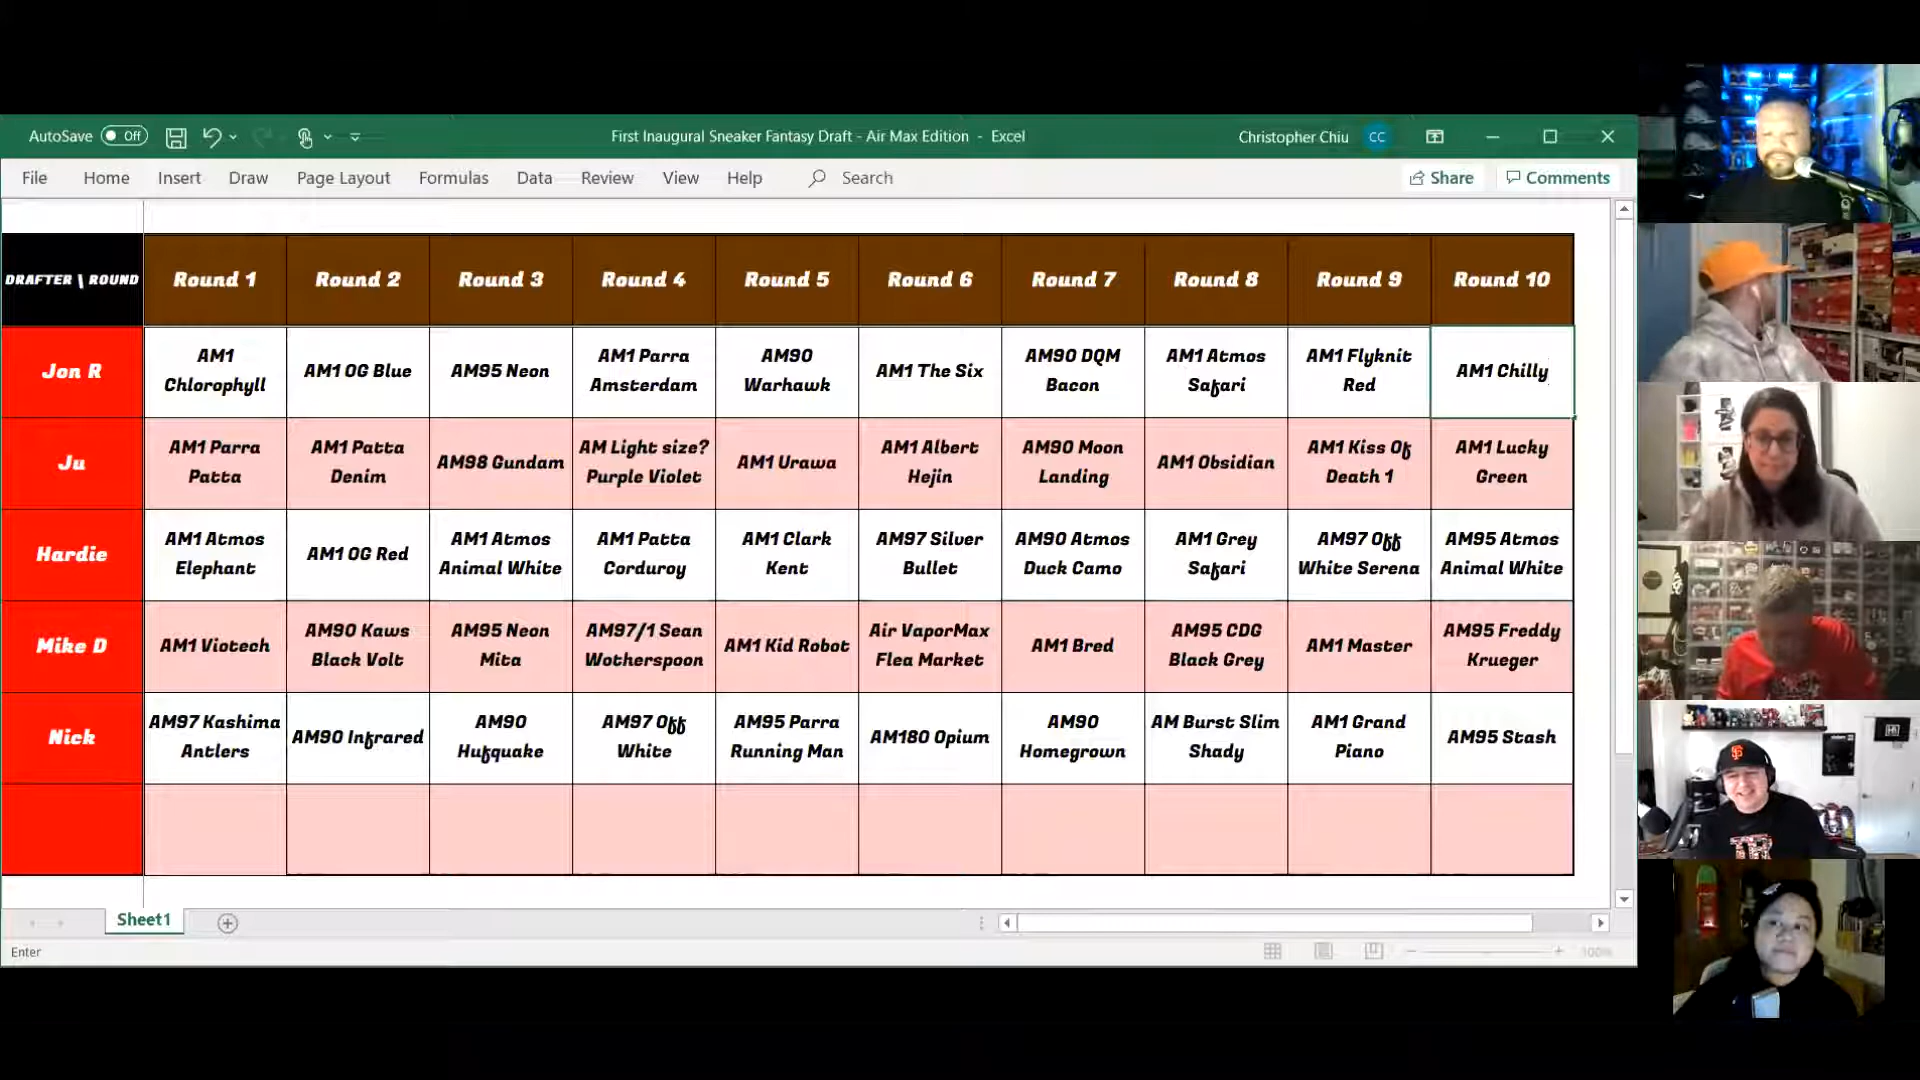 AutoSave Off First Inaugural Sneaker Fantasy Draft - Air Max Edition - Excel Christopher Chiu CC
File Home Insert Draw Page Layout Formulas Data Review View Help Search Share Comments
DRAFTER \ ROUND Round 1 Round 2 Round 3 Round 4 Round 5 Round 6 Round 7 Round 8 Round 9 Round 10
Jon R
AM1
Chlorophyll
AM1 OG Blue
AM95 Neon
AM1 Parra
Amsterdam
AM90
Warhawk
AM1 The Six
AM90 DQM
Bacon
AM1 Atmos
Safari
AM1 Flyknit
Red
AM1 Chilly
Ju
AM1 Parra
Patta
AM1 Patta
Denim
AM98 Gundam
AM Light size?
Purple Violet
AM1 Urawa
AM1 Albert
Hejin
AM90 Moon
Landing
AM1 Obsidian
AM1 Kiss Of
Death 1
AM1 Lucky
Green
Hardie
AM1 Atmos
Elephant
AM1 OG Red
AM1 Atmos
Animal White
AM1 Patta
Corduroy
AM1 Clark
Kent
AM97 Silver
Bullet
AM90 Atmos
Duck Camo
AM1 Grey
Safari
AM97 Off
White Serena
AM95 Atmos
Animal White
Mike D
AM1 Viotech
AM90 Kaws
Black Volt
AM95 Neon
Mita
AM97/1 Sean
Wotherspoon
AM1 Kid Robot
Air VaporMax
Flea Market
AM1 Bred
AM95 CDG
Black Grey
AM1 Master
AM95 Freddy
Krueger
Nick
AM97 Kashima
Antlers
AM90 Infrared
AM90
Hufquake
AM97 Off
White
AM95 Parra
Running Man
AM180 Opium
AM90
Homegrown
AM Burst Slim
Shady
AM1 Grand
Piano
AM95 Stash
Sheet1
Enter
100%
SF
TR